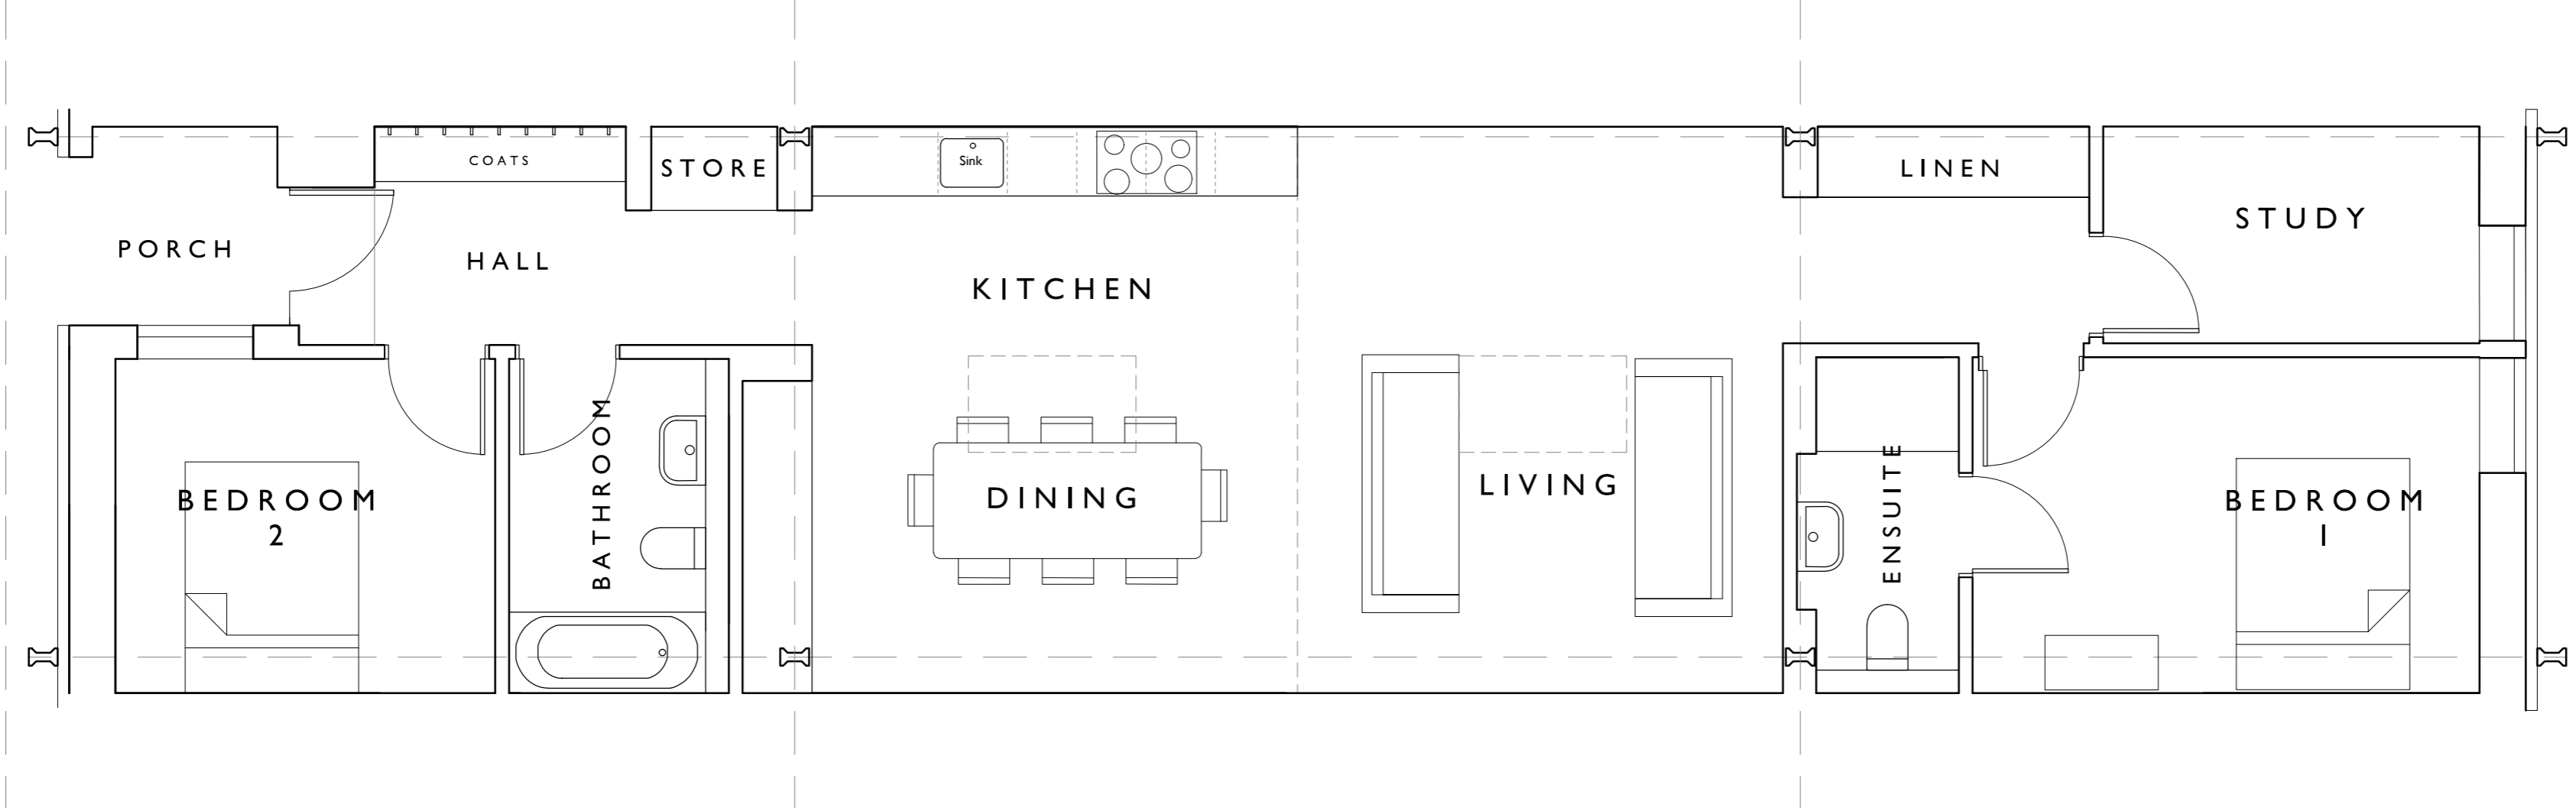 COATS
STORE
Sink
LINEN
STUDY
PORCH
HALL
KITCHEN
BEDROOM
2
BATHROOM
DINING
LIVING
ENSUITE
BEDROOM
1